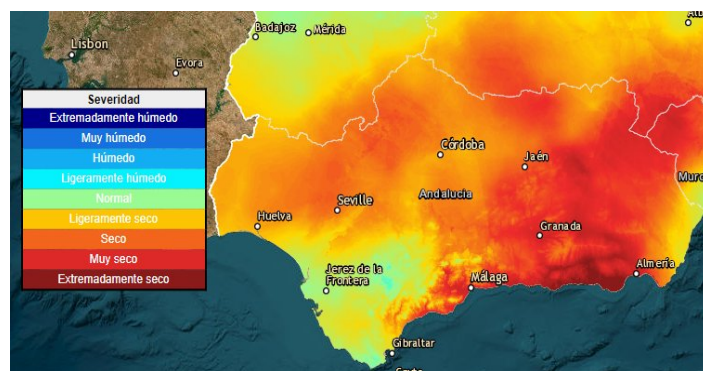 Lisbon
Evora
Badajoz
Mérida
Severidad
Extremadamente húmedo
Muy húmedo
Húmedo
Ligeramente húmedo
Normal
Ligeramente seco
Seco
Muy seco
Extremadamente seco
Córdoba
Jaén
Andalucia
Seville
Huelva
Granada
Jerez de la
Frontera
Málaga
Almería
Gibraltar